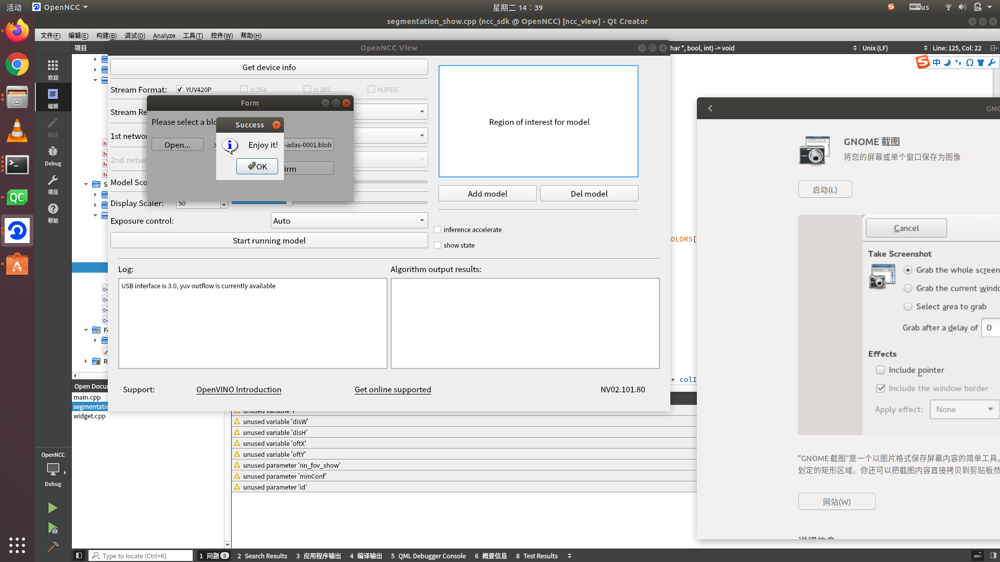 活动
OpenNCC
星期二 14：39
us
segmentation_show.cpp (ncc_sdk @ OpenNCC) [ncc_view] - Qt Creator
文件(F) 编辑(E) 构建(B) 调试(D) Analyze 工具(T) 控件(W) 帮助(H)
项目
OpenNCC View
har *, bool, int) -> void
Unix (LF)
Line: 125, Col: 22
中
欢迎
编辑
设计
Debug
项目
帮助
Get device info
Stream Format:
YUV420P
H.264
H.265
MJPEG
Stream Re
1st networ
2nd netwo
Model Sco
Display Scaler:
50
Exposure control:
Auto
Start running model
Form
Please select a blo
Open...
-adas-0001.blob
irm
Success
Enjoy it!
OK
Region of interest for model
Add model
Del model
inference accelerate
show state
OLORS[
Log:
USB interface is 3.0, yuv outflow is currently available
Algorithm output results:
Support:
OpenVINO Introduction
Get online supported
NV02.101.80
+ colI
Open Docu
main.cpp
segmentatio
widget.cpp
unused variable 'disW'
unused variable 'disH'
unused variable 'oftX'
unused variable 'oftY'
unused parameter 'nn_fov_show'
unused parameter 'minConf'
unused parameter 'id'
OpenNCC
Debug
Type to locate (Ctrl+K)
1 问题 8
2 Search Results
3 应用程序输出
4 编译输出
5 QML Debugger Console
6 概要信息
8 Test Results
GNO
GNOME 截图
将您的屏幕或单个窗口保存为图像
启动(L)
Cancel
Take Screenshot
Grab the whole screen
Grab the current windo
Select area to grab
Grab after a delay of
0
Effects
Include pointer
Include the window border
Apply effect:
None
“GNOME 截图”是一个以图片格式保存屏幕内容的简单工具。
划定的矩形区域。你还可以把截图内容直接拷贝到剪贴板然
网站(W)